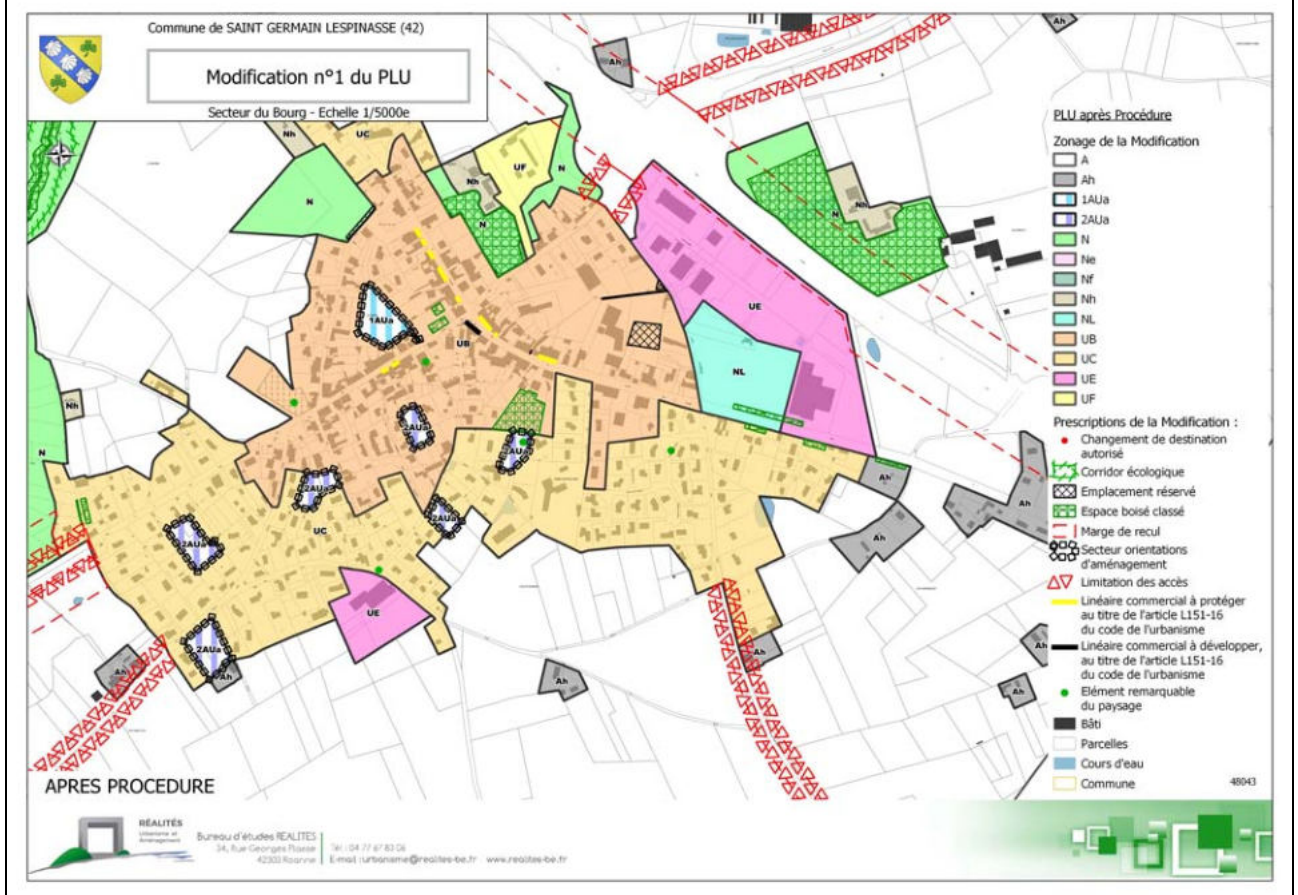 Commune de SAINT GERMAIN LESPINASSE (42)
Modification n°1 du PLU
Secteur du Bourg - Echelle 1/5000e
Ah
Ah
Nh
UC
UF
N
Nh
N
N
N
Nh
UE
1AUa
UB
NL
Nh
N
2AUa
2AUa
2AUa
2AUa
UC
2AUa
Ah
Ah
Ah
UE
2AUa
Ah
Ah
Ah
Ah
Ah
Ah
PLU après Procédure
Zonage de la Modification
A
Ah
1AUa
2AUa
N
Ne
Nf
Nh
NL
UB
UC
UE
UF
Prescriptions de la Modification :
Changement de destination
autorisé
Corridor écologique
Emplacement réservé
Espace boisé classé
Marge de recul
Secteur orientations
d'aménagement
Limitation des accès
Linéaire commercial à protéger
au titre de l'article L151-16
du code de l'urbanisme
Linéaire commercial à développer,
au titre de l'article L151-16
du code de l'urbanisme
Elément remarquable
du paysage
Bâti
Parcelles
Cours d'eau
Commune
48043
APRES PROCEDURE
RÉALITÉS
Urbanisme et
Aménagement
Bureau d'études REALITES
34, Rue Georges Plasse
42300 Roanne
Tél : 04 77 67 83 06
E-mail : urbanisme@realites-be.fr www.realites-be.fr